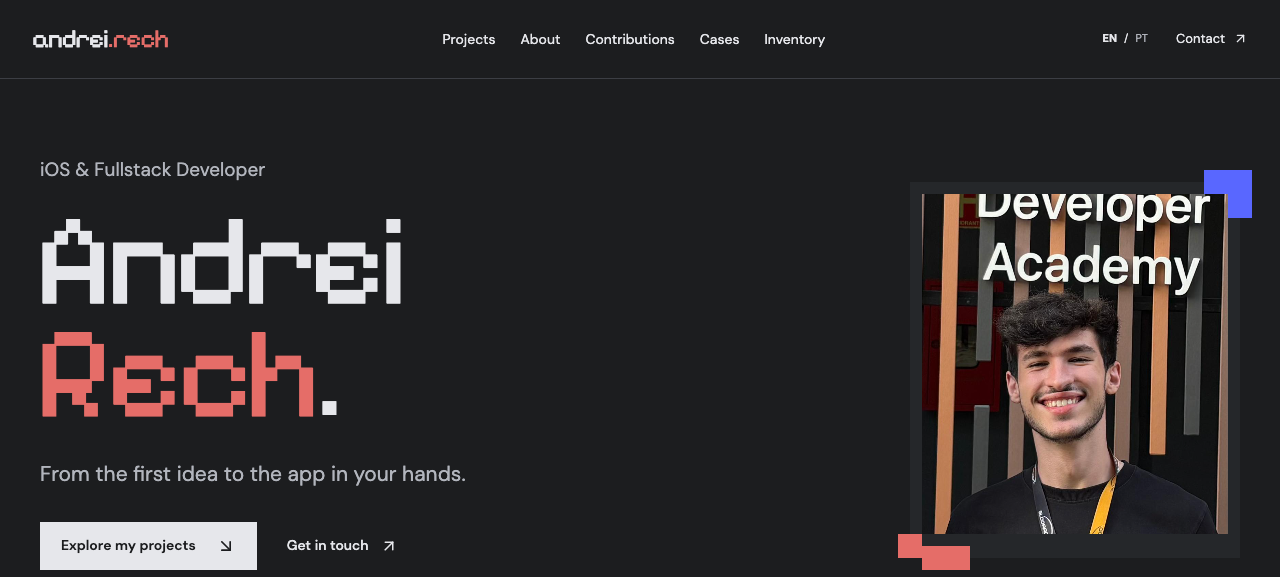 andrei.rech
Projects About Contributions Cases Inventory
EN / PT Contact
iOS & Fullstack Developer
Andrei
Rech.
Developer
Academy
From the first idea to the app in your hands.
Explore my projects
Get in touch